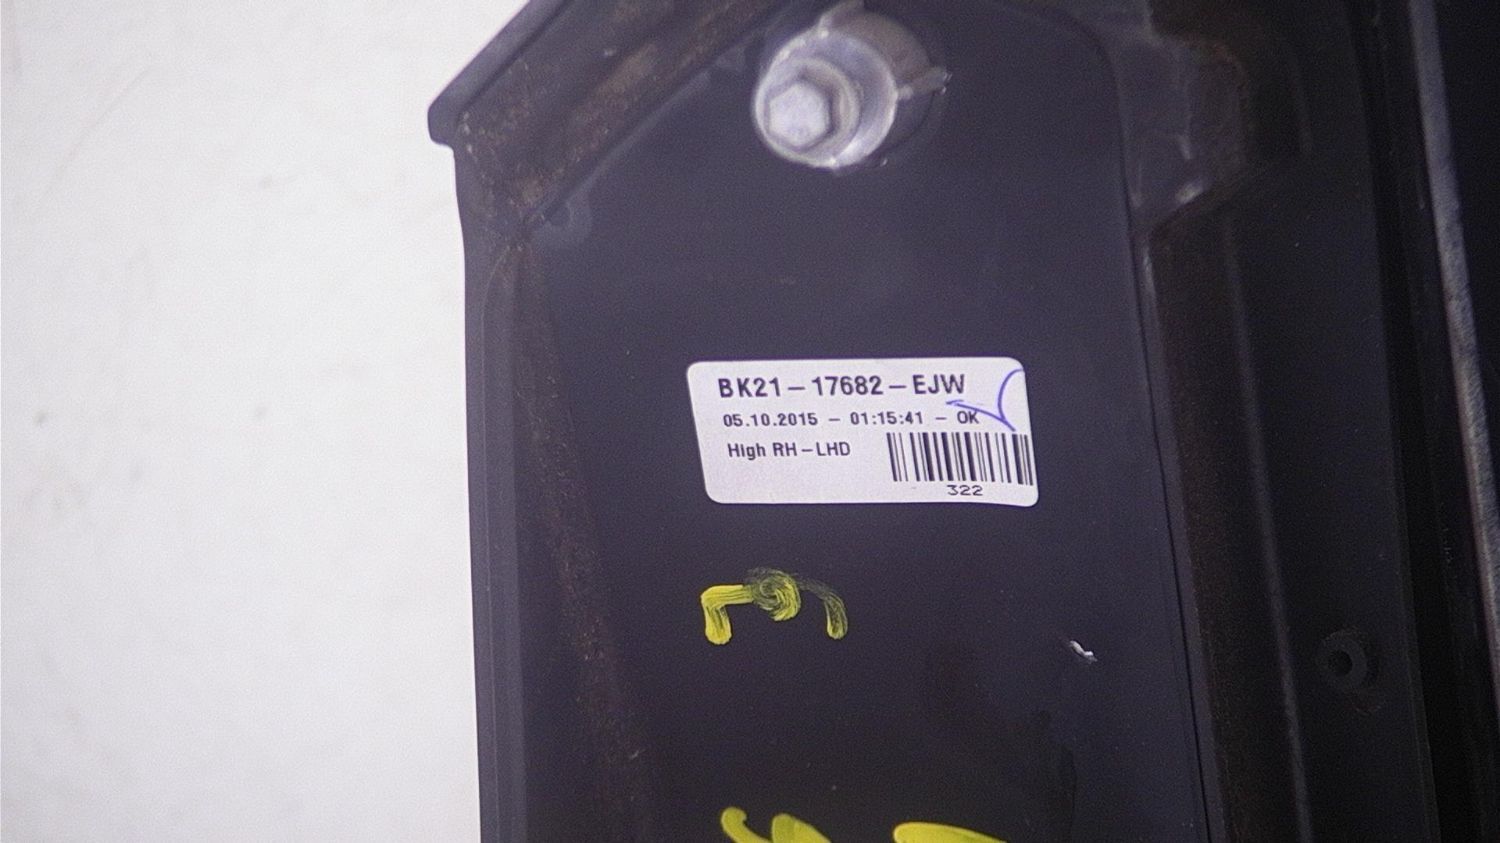 BK21-17682-EJW
05.10.2015 - 01:15:41 - OK
High RH-LHD
322